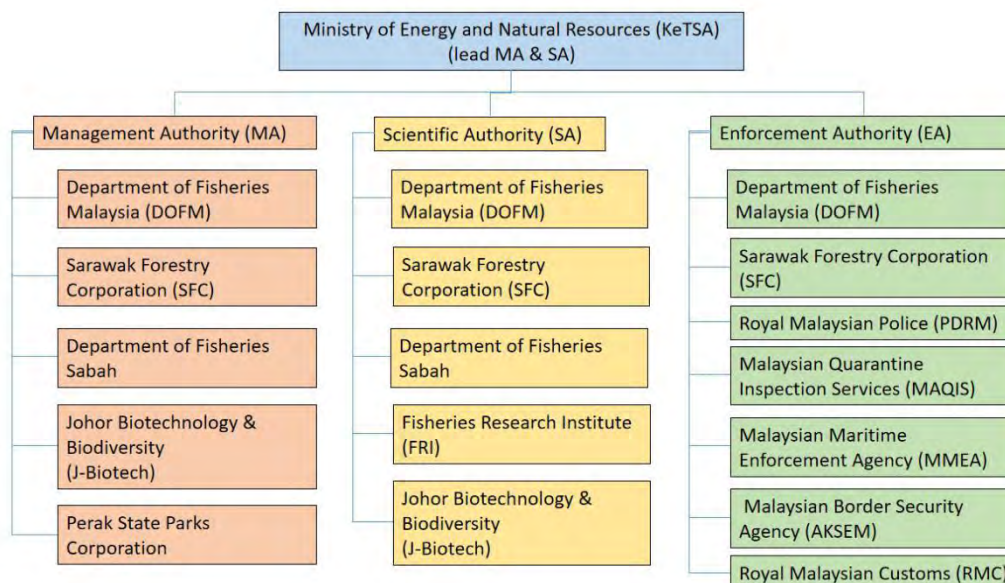 Ministry of Energy and Natural Resources (KeTSA)
(lead MA & SA)
Management Authority (MA)
Department of Fisheries
Malaysia (DOFM)
Sarawak Forestry
Corporation (SFC)
Department of Fisheries
Sabah
Johor Biotechnology &
Biodiversity
(J-Biotech)
Perak State Parks
Corporation
Scientific Authority (SA)
Department of Fisheries
Malaysia (DOFM)
Sarawak Forestry
Corporation (SFC)
Department of Fisheries
Sabah
Fisheries Research Institute
(FRI)
Johor Biotechnology &
Biodiversity
(J-Biotech)
Enforcement Authority (EA)
Department of Fisheries
Malaysia (DOFM)
Sarawak Forestry Corporation
(SFC)
Royal Malaysian Police (PDRM)
Malaysian Quarantine
Inspection Services (MAQIS)
Malaysian Maritime
Enforcement Agency (MMEA)
Malaysian Border Security
Agency (AKSEM)
Royal Malaysian Customs (RMC)